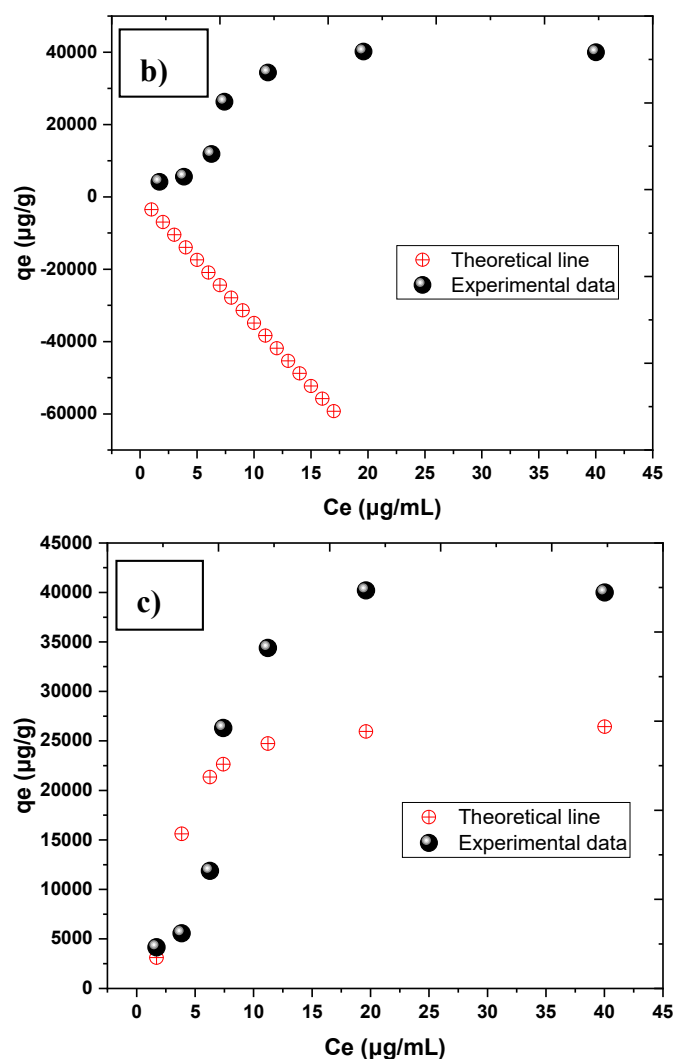 b)
40000
20000
0
-20000
-40000
-60000
qe (µg/g)
Theoretical line
Experimental data
0 5 10 15 20 25 30 35 40 45
Ce (µg/mL)
c)
45000
40000
35000
30000
25000
20000
15000
10000
5000
0
qe (µg/g)
Theoretical line
Experimental data
0 5 10 15 20 25 30 35 40 45
Ce (µg/mL)